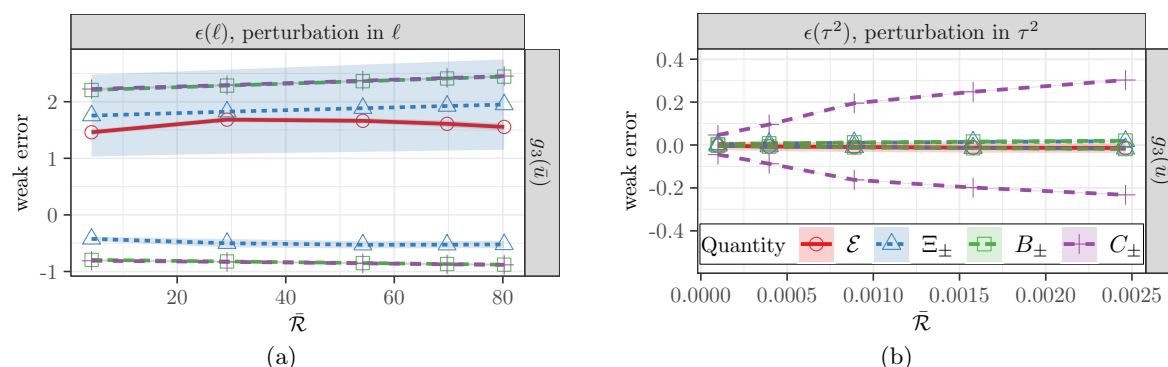 ϵ(ℓ), perturbation in ℓ
weak error
2
1
0
-1
20
40
60
80
R̄
g₃(ū)
(a)
ϵ(τ²), perturbation in τ²
weak error
0.4
0.2
0.0
-0.2
-0.4
Quantity ℰ Ξ± B± C±
0.0000
0.0005
0.0010
0.0015
0.0020
0.0025
R̄
g₃(u)
(b)